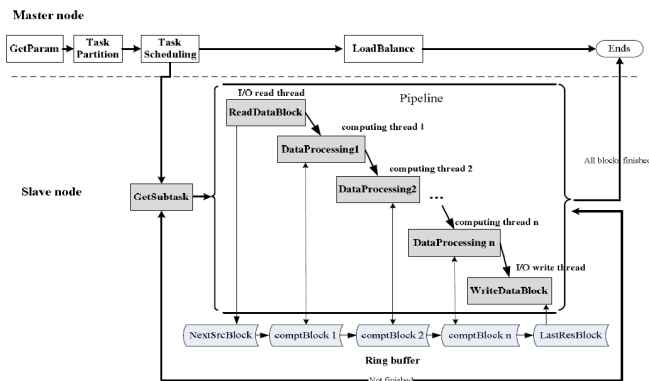 Master node
GetParam
Task
Partition
Task
Scheduling
LoadBalance
Ends
I/O read thread
Pipeline
ReadDataBlock
computing thread 1
DataProcessing1
computing thread 2
All blocks finished
Slave node
GetSubtask
DataProcessing2
...
computing thread n
DataProcessing n
I/O write thread
WriteDataBlock
NextSrcBlock
comptBlock 1
comptBlock 2
comptBlock n
LastResBlock
Ring buffer
Not finished